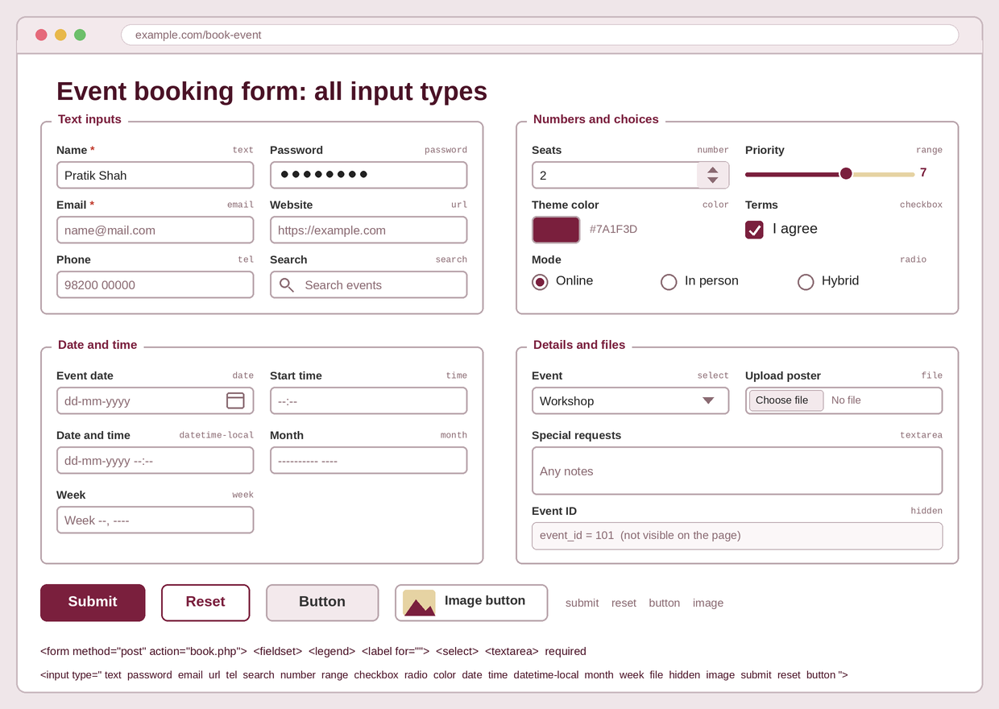 example.com/book-event
Event booking form: all input types
Text inputs
Name * text
Pratik Shah
Password password
Email * email
name@mail.com
Website url
https://example.com
Phone tel
98200 00000
Search search
Search events
Numbers and choices
Seats number
2
Priority range
7
Theme color color
#7A1F3D
Terms checkbox
I agree
Mode radio
Online In person Hybrid
Date and time
Event date date
dd-mm-yyyy
Start time time
--:--
Date and time datetime-local
dd-mm-yyyy --:--
Month month
---------- ----
Week week
Week --, ----
Details and files
Event select
Workshop
Upload poster file
Choose file No file
Special requests textarea
Any notes
Event ID hidden
event_id = 101 (not visible on the page)
Submit Reset Button Image button submit reset button image
<form method="post" action="book.php"> <fieldset> <legend> <label for=""> <select> <textarea> required
<input type=" text password email url tel search number range checkbox radio color date time datetime-local month week file hidden image submit reset button ">